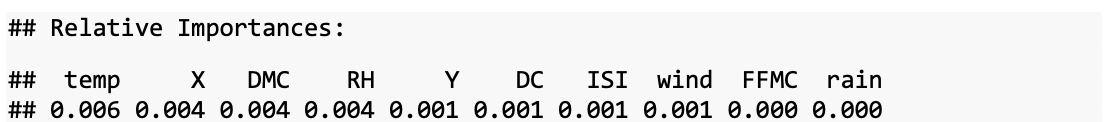 ## Relative Importances:
##  temp     X   DMC    RH     Y    DC   ISI  wind  FFMC  rain
## 0.006 0.004 0.004 0.004 0.001 0.001 0.001 0.001 0.000 0.000